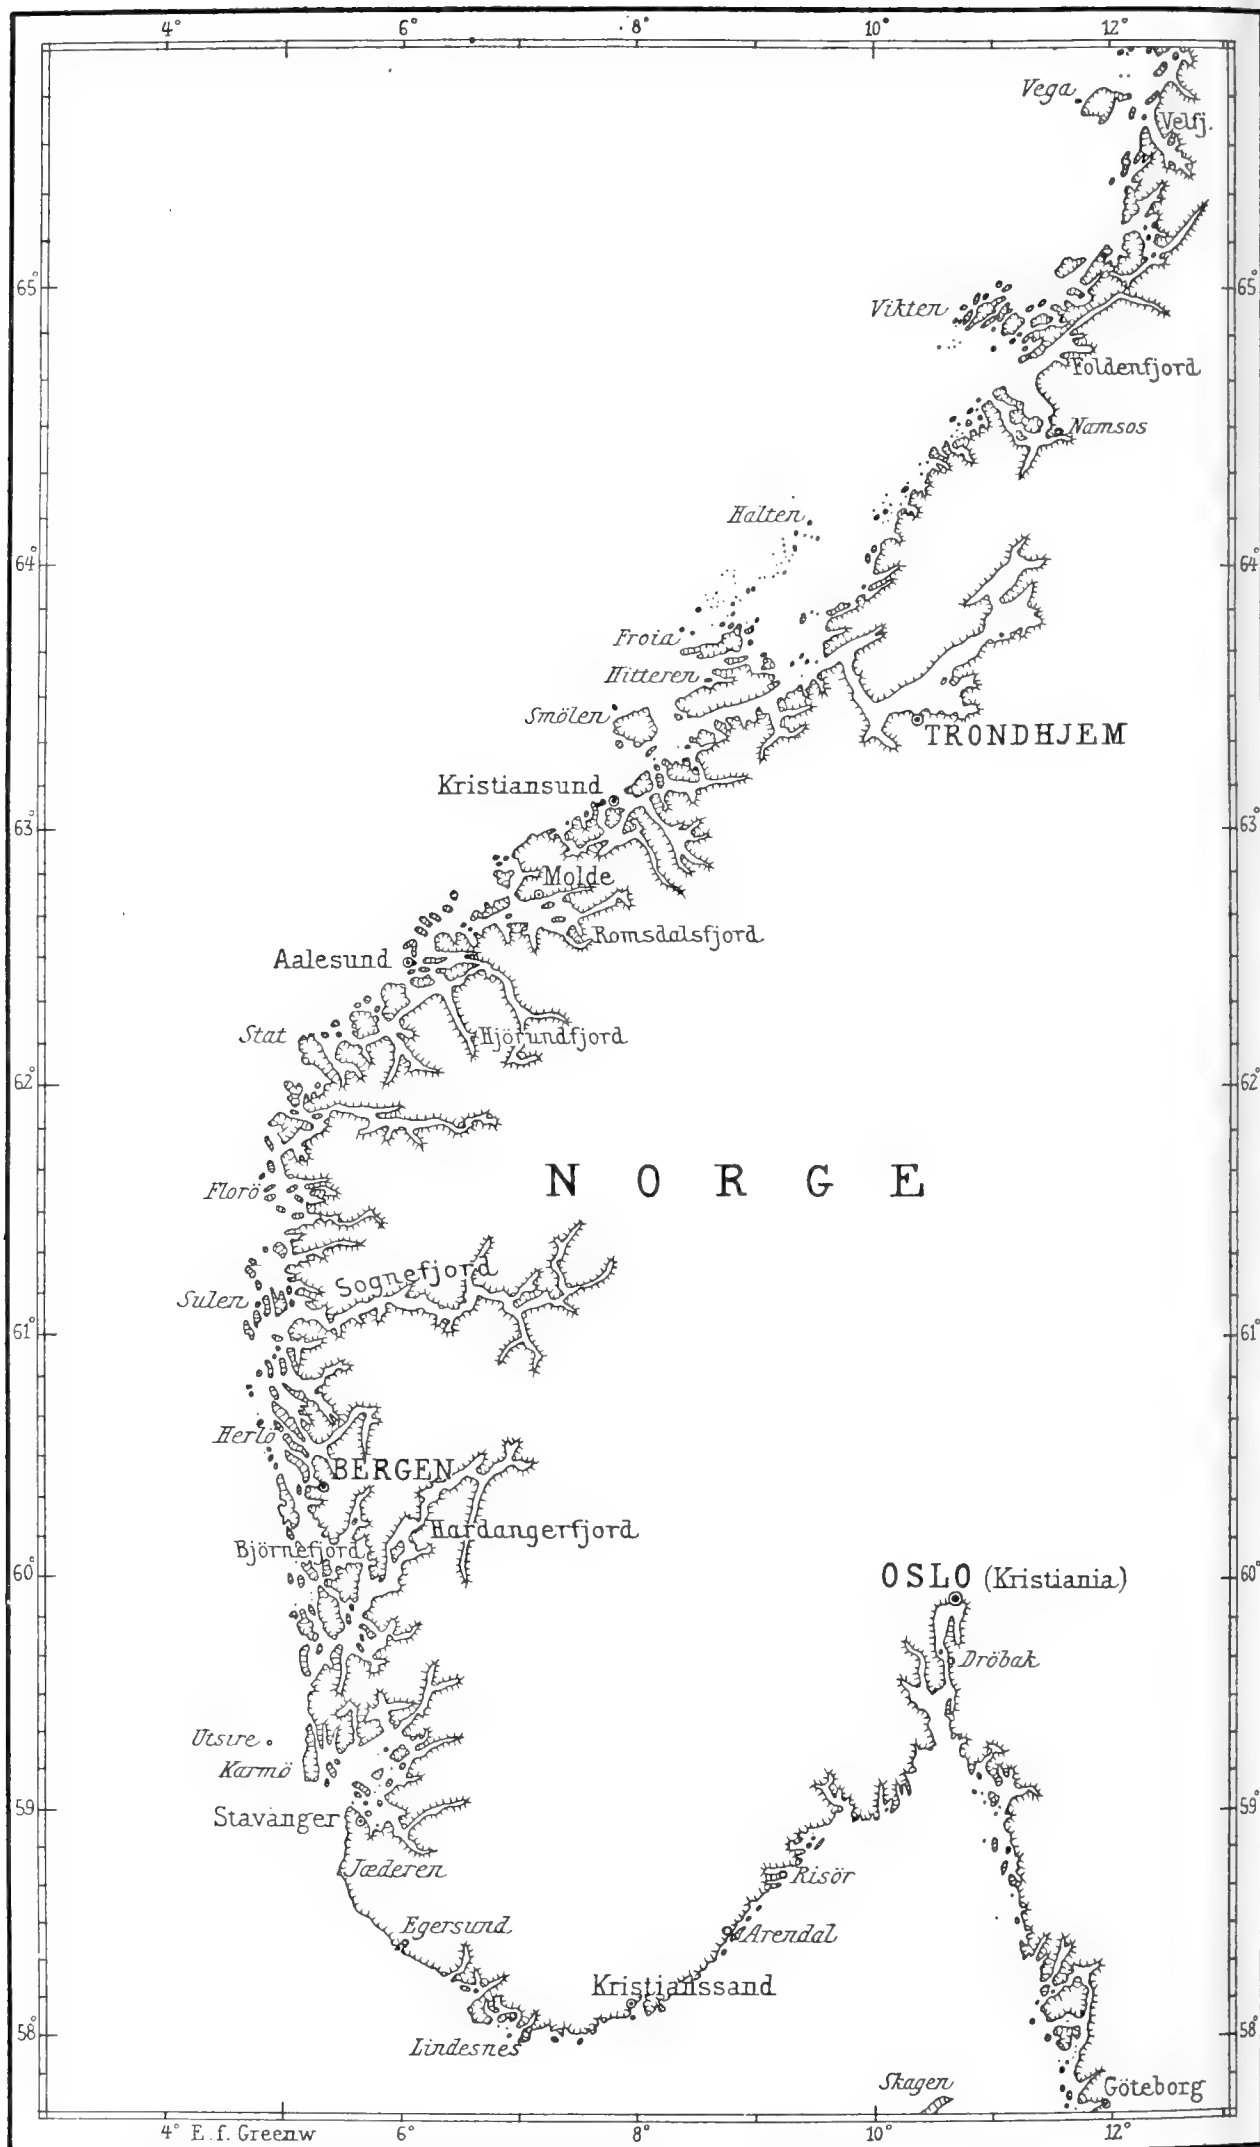 4° 6° 8° 10° 12°
Vega
Velfj.
65° 65°
Vikten
Foldenfjord
Namsos
Halten
64° 64°
Froia
Hitteren
Smölen
TRONDHJEM
Kristiansund
63° 63°
Molde
Romsdalsfjord
Aalesund
Stat
Hjörundfjord
62° 62°
NORGE
Florö
Sognefjord
Sulen
61° 61°
Herlö
BERGEN
Hardangerfjord
Björnefjord
60° 60°
OSLO (Kristiania)
Dröbak
Utsire
Karmö
59° 59°
Stavanger
Jæderen
Risör
Egersund
Arendal
Kristianssand
58° 58°
Lindesnes
Skagen
Göteborg
4° E.f. Greenw 6° 8° 10° 12°